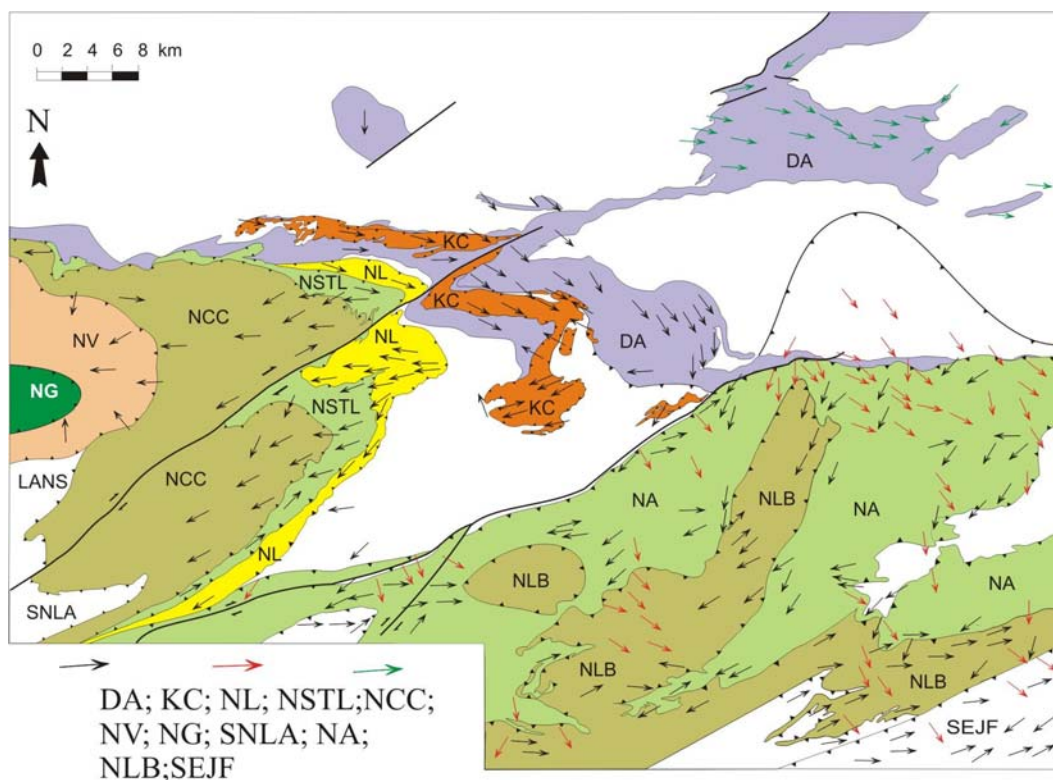 0 2 4 6 8 km
N
DA
KC
NL
NSTL
KC
NCC
NV
NL
DA
NG
NSTL
KC
LANS
NCC
NA
NLB
NA
NL
NLB
NA
SNLA
NLB
NLB
SEJF
DA; KC; NL; NSTL;NCC;
NV; NG; SNLA; NA;
NLB;SEJF